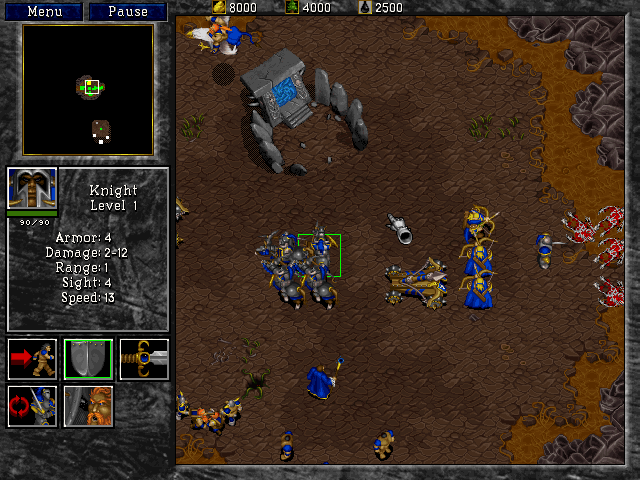 Menu Pause 8000 4000 2500
Knight
Level 1
90/90
Armor: 4
Damage: 2-12
Range: 1
Sight: 4
Speed: 13